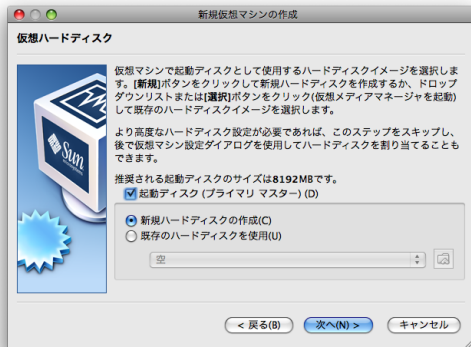 新規仮想マシンの作成
仮想ハードディスク
仮想マシンで起動ディスクとして使用するハードディスクイメージを選択しま
す。[新規]ボタンをクリックして新規ハードディスクを作成するか、ドロップ
ダウンリストまたは[選択]ボタンをクリック(仮想メディアマネージャを起動)
して既存のハードディスクイメージを選択します。
より高度なハードディスク設定が必要であれば、このステップをスキップし、
後で仮想マシン設定ダイアログを使用してハードディスクを割り当てることも
できます。
推奨される起動ディスクのサイズは8192MBです。
起動ディスク (プライマリ マスター) (D)
新規ハードディスクの作成(C)
既存のハードディスクを使用(U)
空
Sun
< 戻る(B)
次へ(N) >
キャンセル